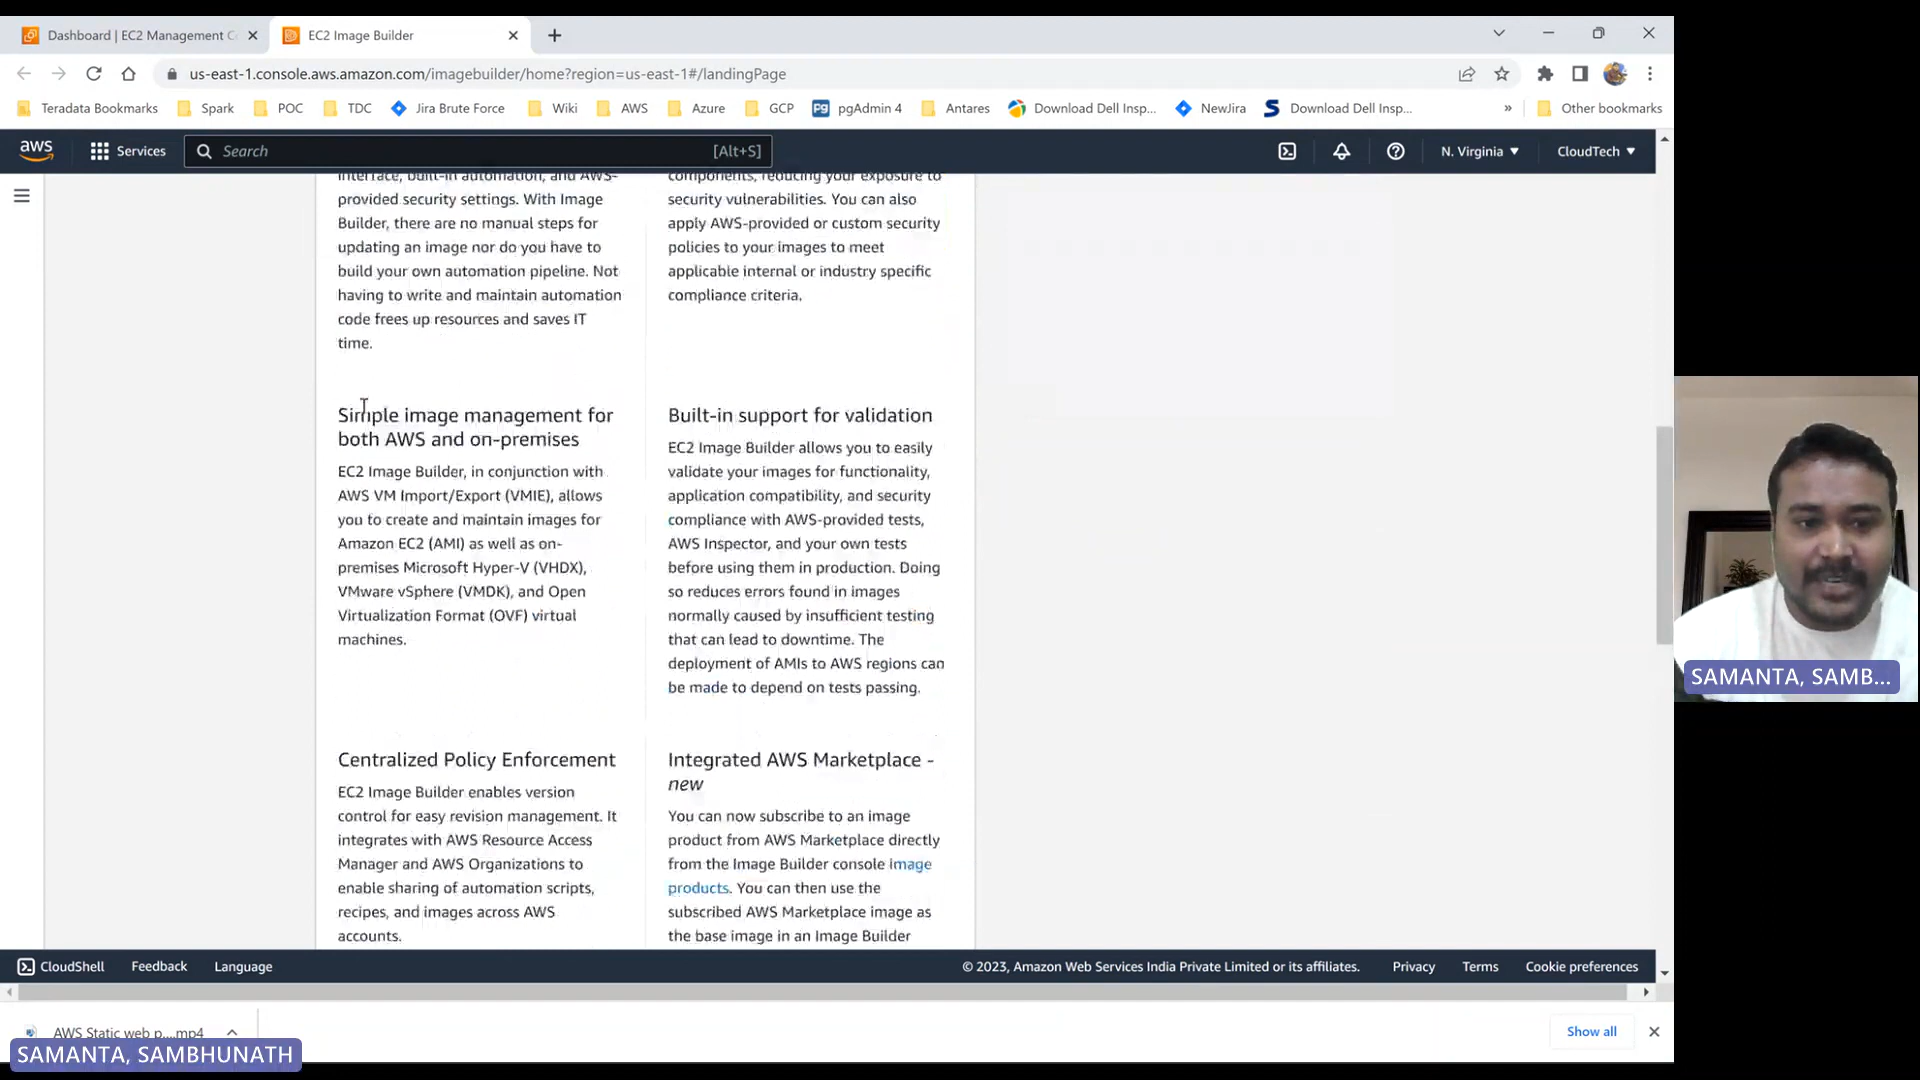 Dashboard | EC2 Management C
EC2 Image Builder
us-east-1.console.aws.amazon.com/imagebuilder/home?region=us-east-1#/landingPage
Teradata Bookmarks
Spark
POC
TDC
Jira Brute Force
Wiki
AWS
Azure
GCP
Pg pgAdmin 4
Antares
Download Dell Insp...
NewJira
Download Dell Insp...
»
Other bookmarks
aws
Services
Search
[Alt+S]
N. Virginia
CloudTech
interface, built-in automation, and AWS-
provided security settings. With Image
Builder, there are no manual steps for
updating an image nor do you have to
build your own automation pipeline. Not
having to write and maintain automation
code frees up resources and saves IT
time.
components, reducing your exposure to
security vulnerabilities. You can also
apply AWS-provided or custom security
policies to your images to meet
applicable internal or industry specific
compliance criteria.
Simple image management for
both AWS and on-premises
EC2 Image Builder, in conjunction with
AWS VM Import/Export (VMIE), allows
you to create and maintain images for
Amazon EC2 (AMI) as well as on-
premises Microsoft Hyper-V (VHDX),
VMware vSphere (VMDK), and Open
Virtualization Format (OVF) virtual
machines.
Built-in support for validation
EC2 Image Builder allows you to easily
validate your images for functionality,
application compatibility, and security
compliance with AWS-provided tests,
AWS Inspector, and your own tests
before using them in production. Doing
so reduces errors found in images
normally caused by insufficient testing
that can lead to downtime. The
deployment of AMIs to AWS regions can
be made to depend on tests passing.
Centralized Policy Enforcement
EC2 Image Builder enables version
control for easy revision management. It
integrates with AWS Resource Access
Manager and AWS Organizations to
enable sharing of automation scripts,
recipes, and images across AWS
accounts.
Integrated AWS Marketplace -
new
You can now subscribe to an image
product from AWS Marketplace directly
from the Image Builder console image
products. You can then use the
subscribed AWS Marketplace image as
the base image in an Image Builder
SAMANTA, SAMB...
CloudShell
Feedback
Language
© 2023, Amazon Web Services India Private Limited or its affiliates.
Privacy
Terms
Cookie preferences
AWS Static web p....mp4
Show all
SAMANTA, SAMBHUNATH